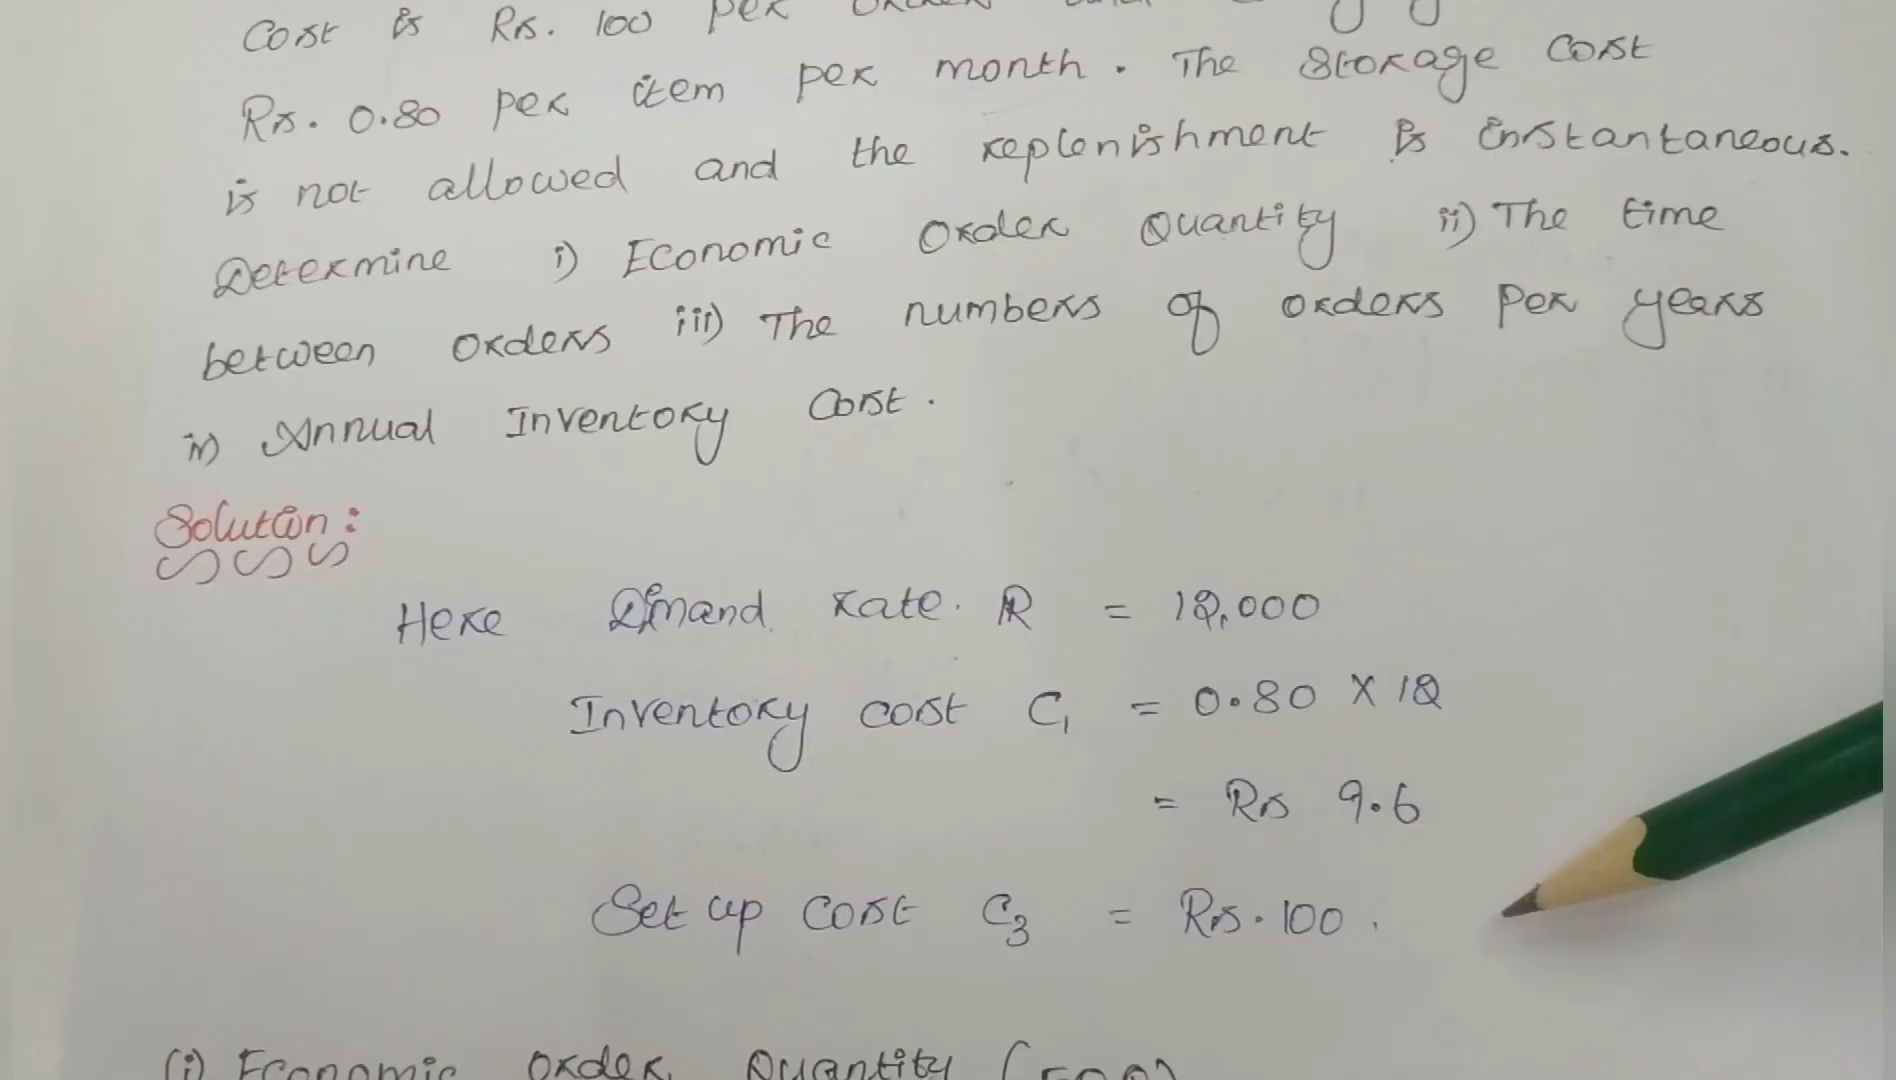 Cost is Rs. 100 per
Rs. 0.80 per item per month. The Storage Cost
is not allowed and the replenishment is instantaneous.
Determine i) Economic Order Quantity ii) The time
between orders iii) The numbers of orders per years
iv) Annual Inventory Cost.
Solution:
Here Demand rate. R = 12,000
Inventory cost C1 = 0.80 × 12
= Rs 9.6
Set up cost C3 = Rs. 100.
(i) Economic Order Quantity (EOQ)